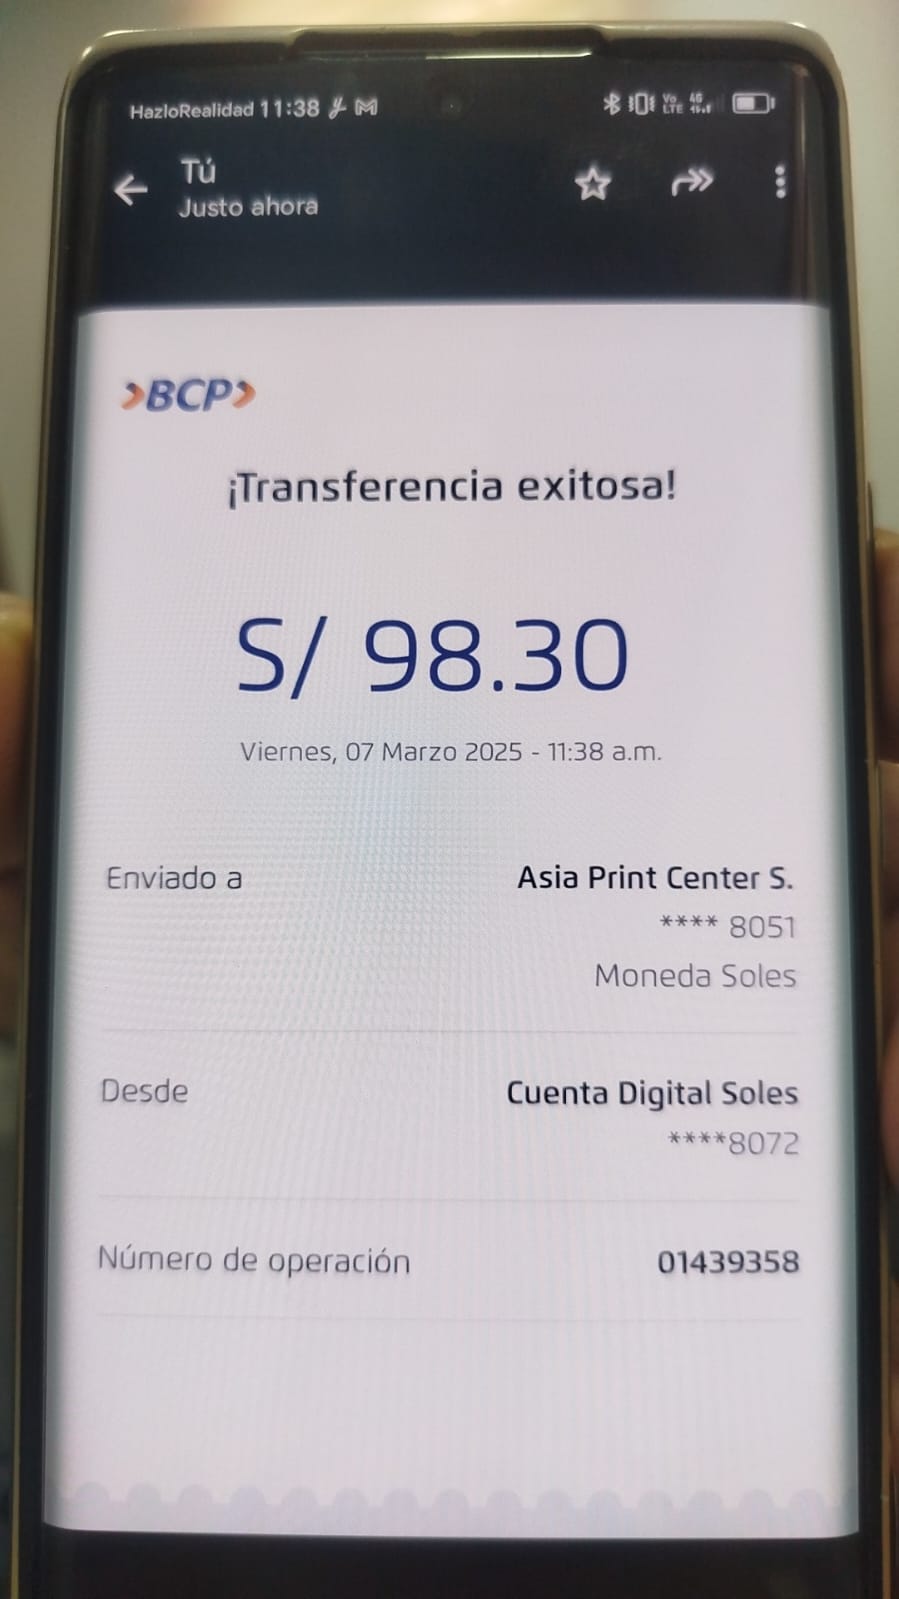 HazloRealidad 11:38
Tú
Justo ahora
BCP
¡Transferencia exitosa!
S/ 98.30
Viernes, 07 Marzo 2025 - 11:38 a.m.
Enviado a Asia Print Center S.
**** 8051
Moneda Soles
Desde Cuenta Digital Soles
****8072
Número de operación 01439358